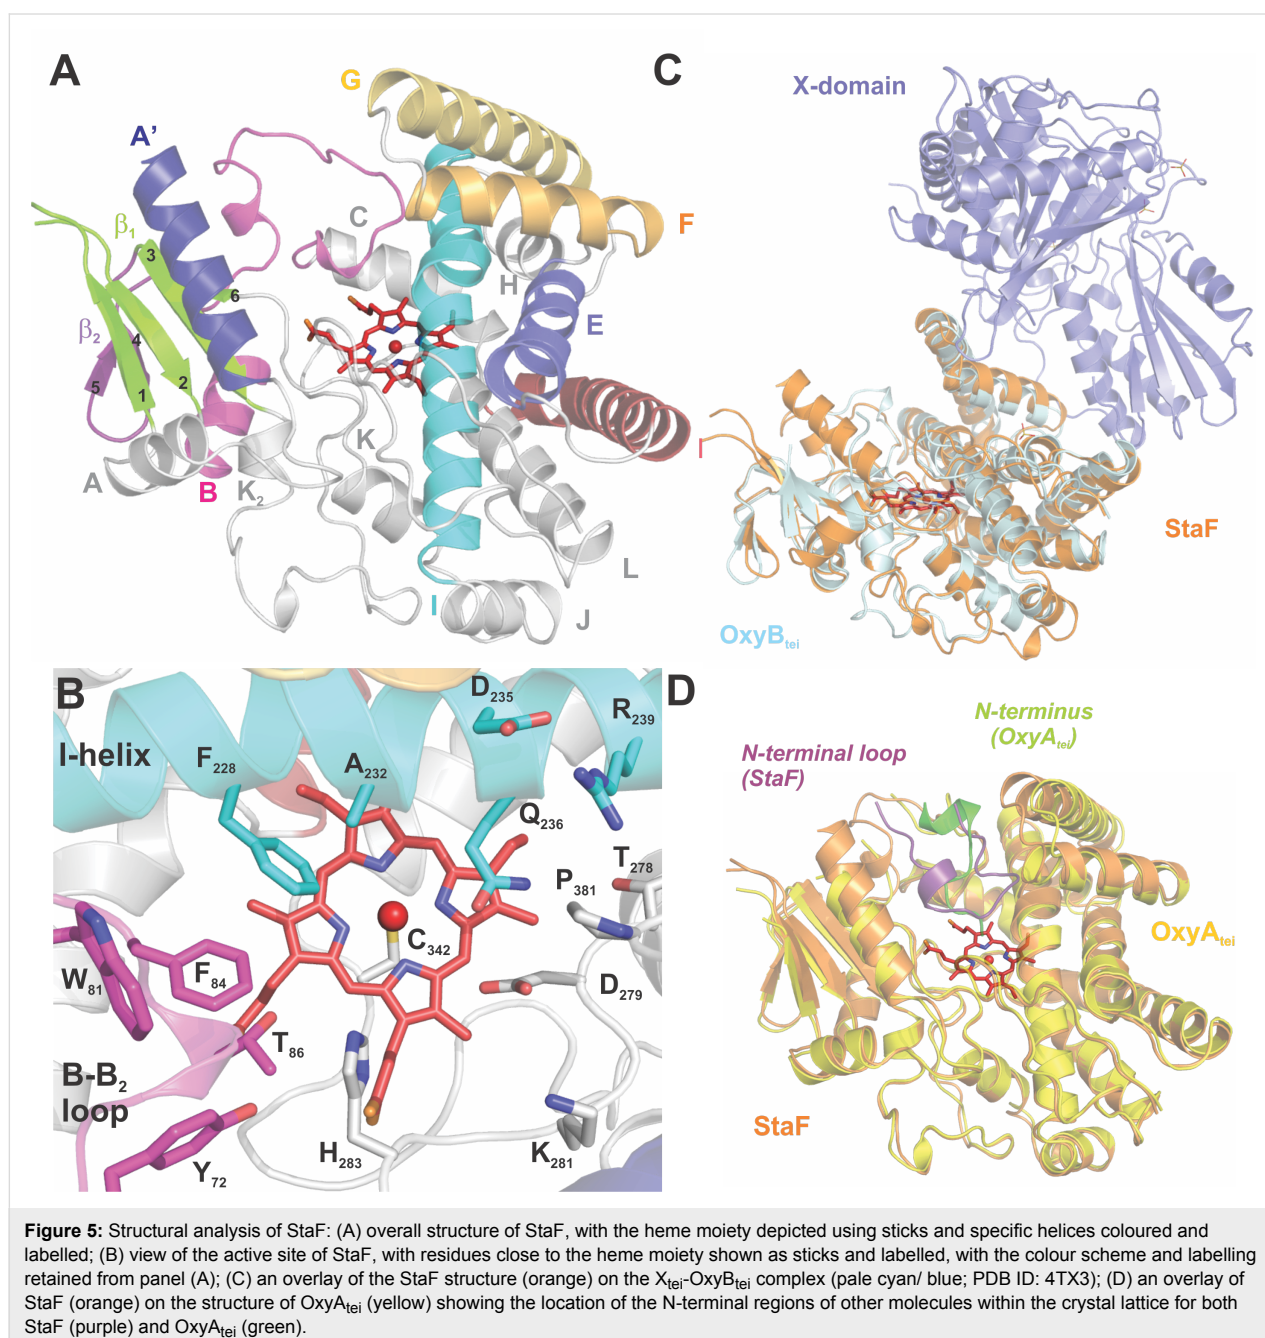 A
G
A'
C
F
β1
3
H
6
E
β2
4
5
1
2
K
A
B
K2
I
L
J
C
X-domain
I
StaF
OxyBtei
B
I-helix
F228
A232
D235
R239
Q236
T278
P381
C342
W81
F84
D279
T86
B-B2
loop
Y72
H283
K281
D
N-terminus
(OxyAtei)
N-terminal loop
(StaF)
OxyAtei
StaF
Figure 5: Structural analysis of StaF: (A) overall structure of StaF, with the heme moiety depicted using sticks and specific helices coloured and
labelled; (B) view of the active site of StaF, with residues close to the heme moiety shown as sticks and labelled, with the colour scheme and labelling
retained from panel (A); (C) an overlay of the StaF structure (orange) on the Xtei-OxyBtei complex (pale cyan/ blue; PDB ID: 4TX3); (D) an overlay of
StaF (orange) on the structure of OxyAtei (yellow) showing the location of the N-terminal regions of other molecules within the crystal lattice for both
StaF (purple) and OxyAtei (green).